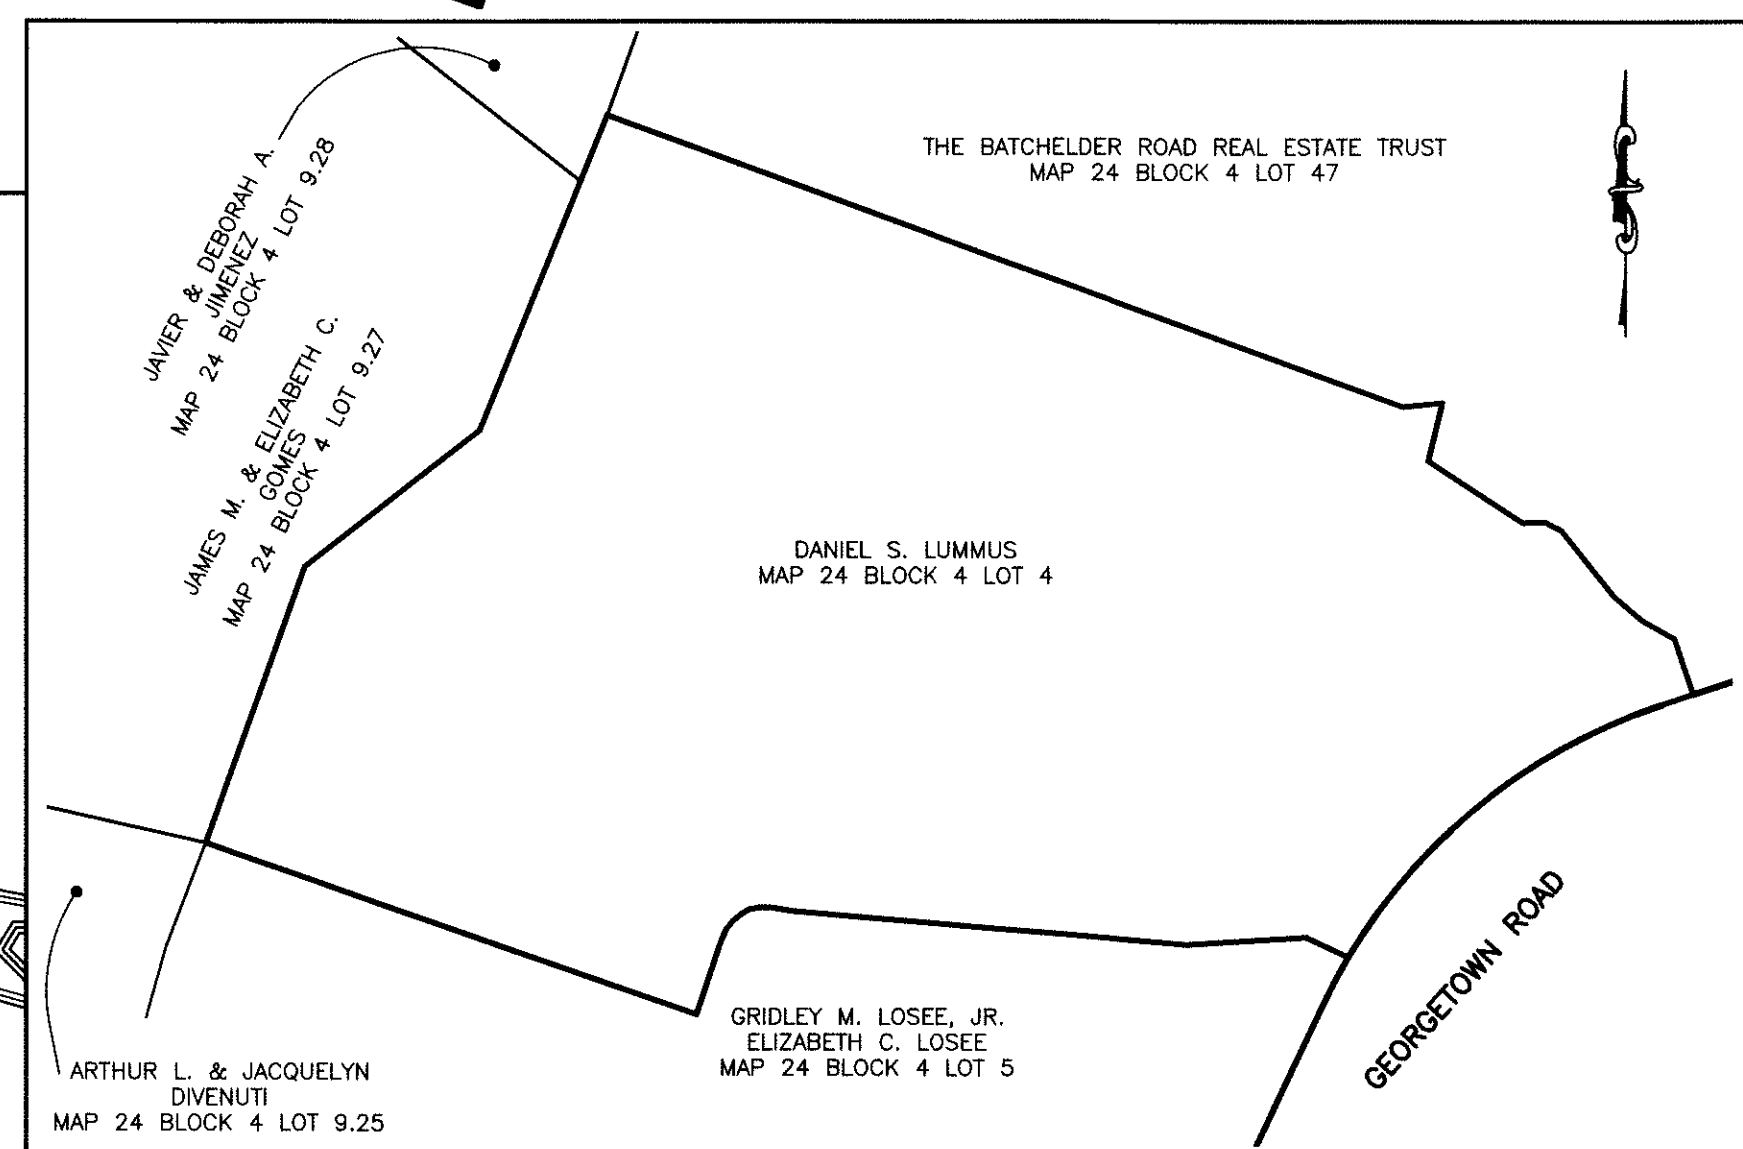 THE BATCHELDER ROAD REAL ESTATE TRUST
MAP 24 BLOCK 4 LOT 47
JAVIER & DEBORAH A.
JIMENEZ
MAP 24 BLOCK 4 LOT 9.28
JAMES M. & ELIZABETH C.
GOMES
MAP 24 BLOCK 4 LOT 9.27
DANIEL S. LUMMUS
MAP 24 BLOCK 4 LOT 4
GRIDLEY M. LOSEE, JR.
ELIZABETH C. LOSEE
MAP 24 BLOCK 4 LOT 5
GEORGETOWN ROAD
ARTHUR L. & JACQUELYN
DIVENUTI
MAP 24 BLOCK 4 LOT 9.25